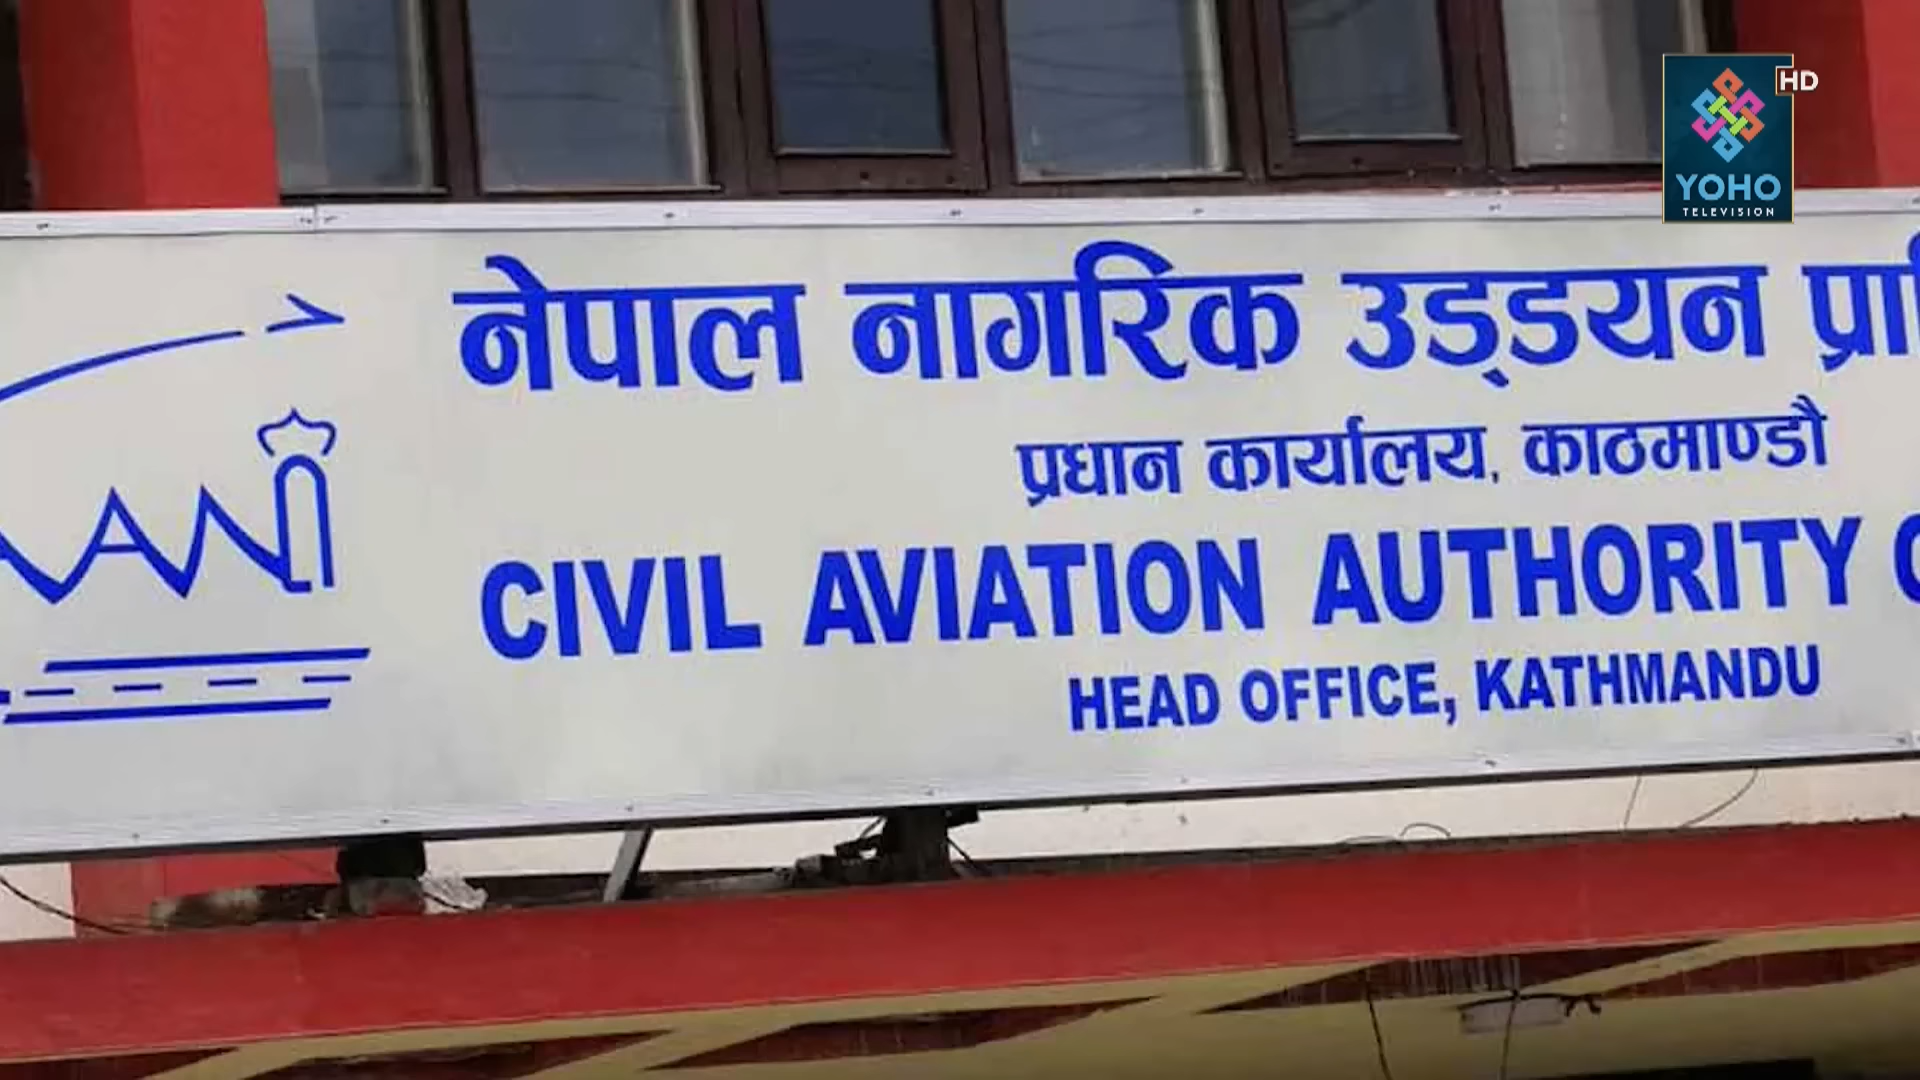 HD
YOHO
TELEVISION
नेपाल नागरिक उड्डयन
प्रधान कार्यालय, काठमाण्डौ
CIVIL AVIATION AUTHORITY
HEAD OFFICE, KATHMANDU